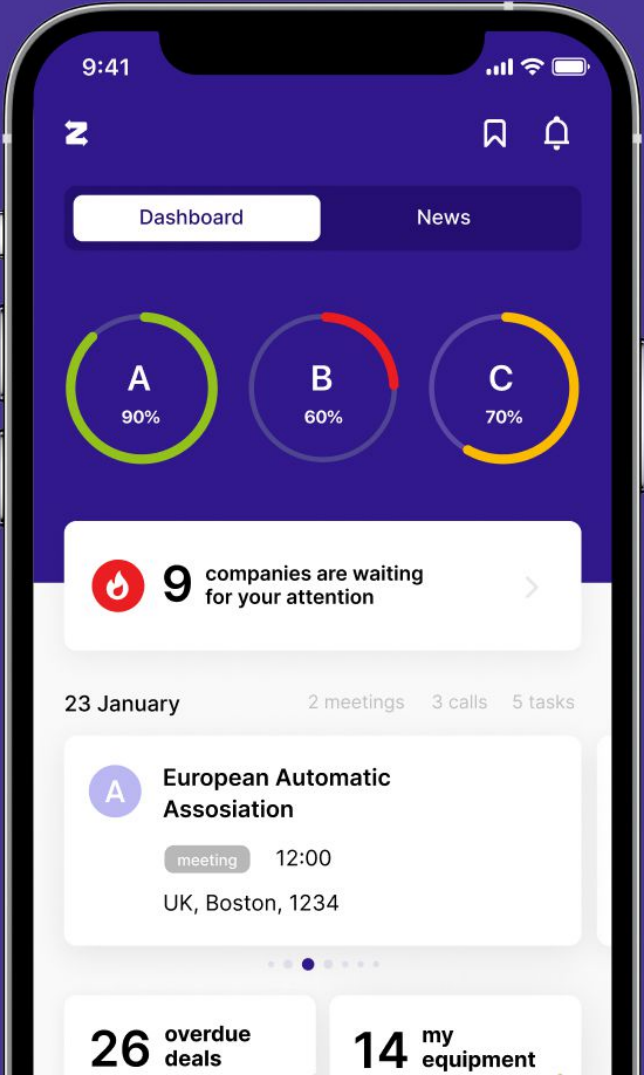 9:41
Dashboard News
A B C
90% 60% 70%
9 companies are waiting
for your attention
23 January 2 meetings 3 calls 5 tasks
A European Automatic
Assosiation
meeting 12:00
UK, Boston, 1234
26 overdue
deals
14 my
equipment